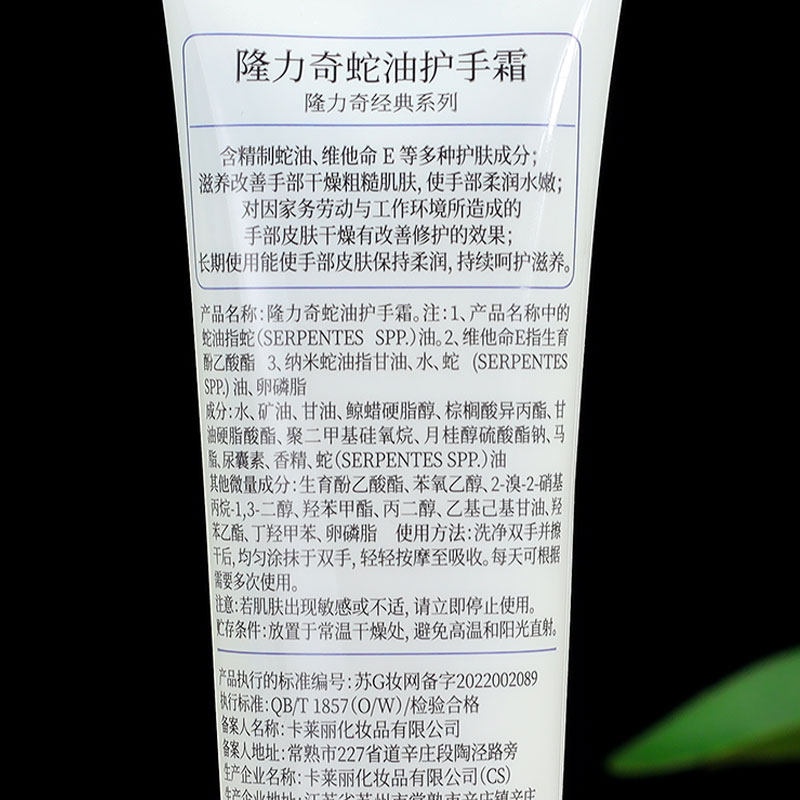 隆力奇蛇油护手霜
隆力奇经典系列
含精制蛇油、维他命 E 等多种护肤成分；
滋养改善手部干燥粗糙肌肤, 使手部柔润水嫩；
对因家务劳动与工作环境所造成的
手部皮肤干燥有改善修护的效果；
长期使用能使手部皮肤保持柔润, 持续呵护滋养。
产品名称：隆力奇蛇油护手霜。注：1、产品名称中的
蛇油指蛇(SERPENTES SPP.)油。2、维他命E指生育
酚乙酸酯 3、纳米蛇油指甘油、水、蛇 (SERPENTES
SPP.) 油、卵磷脂
成分：水、矿油、甘油、鲸蜡硬脂醇、棕榈酸异丙酯、甘
油硬脂酸酯、聚二甲基硅氧烷、月桂醇硫酸酯钠、马
脂、尿囊素、香精、蛇(SERPENTES SPP.)油
其他微量成分：生育酚乙酸酯、苯氧乙醇、2-溴-2-硝基
丙烷-1,3-二醇、羟苯甲酯、丙二醇、乙基己基甘油、羟
苯乙酯、丁羟甲苯、卵磷脂 使用方法：洗净双手并擦
干后, 均匀涂抹于双手, 轻轻按摩至吸收。每天可根据
需要多次使用。
注意：若肌肤出现敏感或不适, 请立即停止使用。
贮存条件：放置于常温干燥处, 避免高温和阳光直射。
产品执行的标准编号：苏G妆网备字2022002089
执行标准：QB/T 1857(O/W)/检验合格
备案人名称：卡莱丽化妆品有限公司
备案人地址：常熟市227省道辛庄段陶泾路旁
生产企业名称：卡莱丽化妆品有限公司(CS)
生产企业地址：江苏省苏州市常熟市辛庄镇辛庄